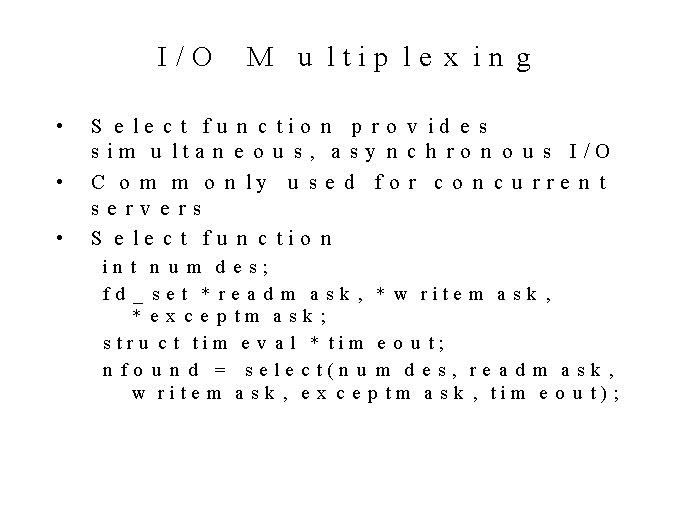 I/O Multiplexing
• Select function provides
simultaneous, asynchronous I/O
• Commonly used for concurrent
servers
• Select function
int numdes;
fd_set *readmask, *writemask,
*exceptmask;
struct timeval *timeout;
nfound = select(numdes, readmask,
writemask, exceptmask, timeout);